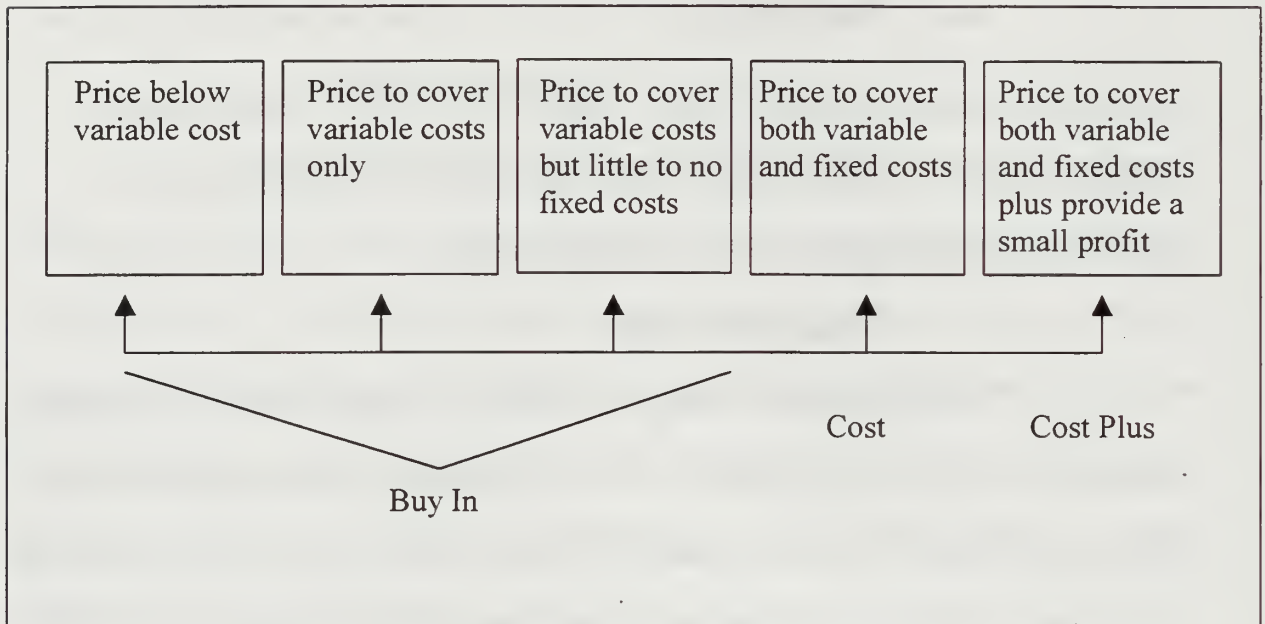 Price below
variable cost
Price to cover
variable costs
only
Price to cover
variable costs
but little to no
fixed costs
Price to cover
both variable
and fixed costs
Price to cover
both variable
and fixed costs
plus provide a
small profit
Cost
Cost Plus
Buy In